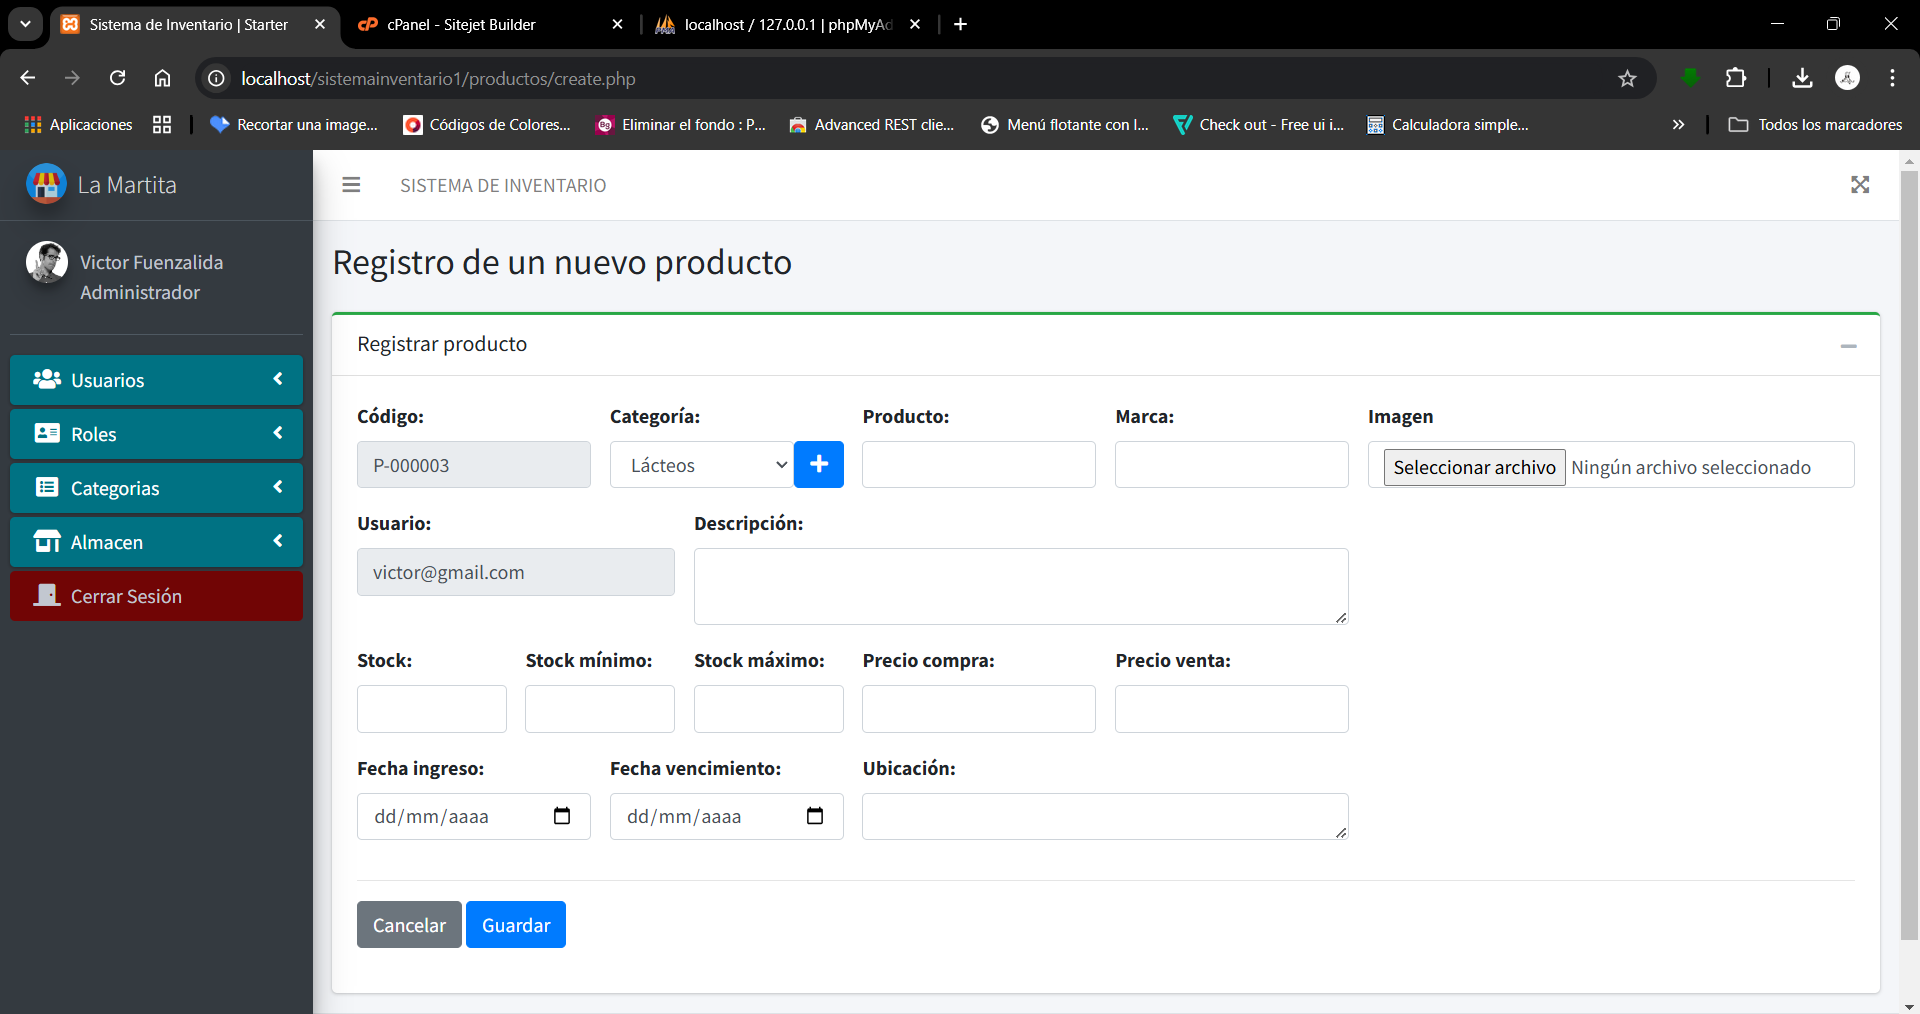 Sistema de Inventario | Starter
cPanel - Sitejet Builder
localhost / 127.0.0.1 | phpMyAd
localhost/sistemainventario1/productos/create.php
Aplicaciones
Recortar una image...
Códigos de Colores...
Eliminar el fondo : P...
Advanced REST clie...
Menú flotante con l...
Check out - Free ui i...
Calculadora simple...
Todos los marcadores
La Martita
SISTEMA DE INVENTARIO
Victor Fuenzalida
Administrador
Usuarios
Roles
Categorias
Almacen
Cerrar Sesión
Registro de un nuevo producto
Registrar producto
Código: Categoría: Producto: Marca: Imagen
P-000003 Lácteos Seleccionar archivo Ningún archivo seleccionado
Usuario: Descripción:
victor@gmail.com
Stock: Stock mínimo: Stock máximo: Precio compra: Precio venta:
Fecha ingreso: Fecha vencimiento: Ubicación:
dd/mm/aaaa dd/mm/aaaa
Cancelar Guardar